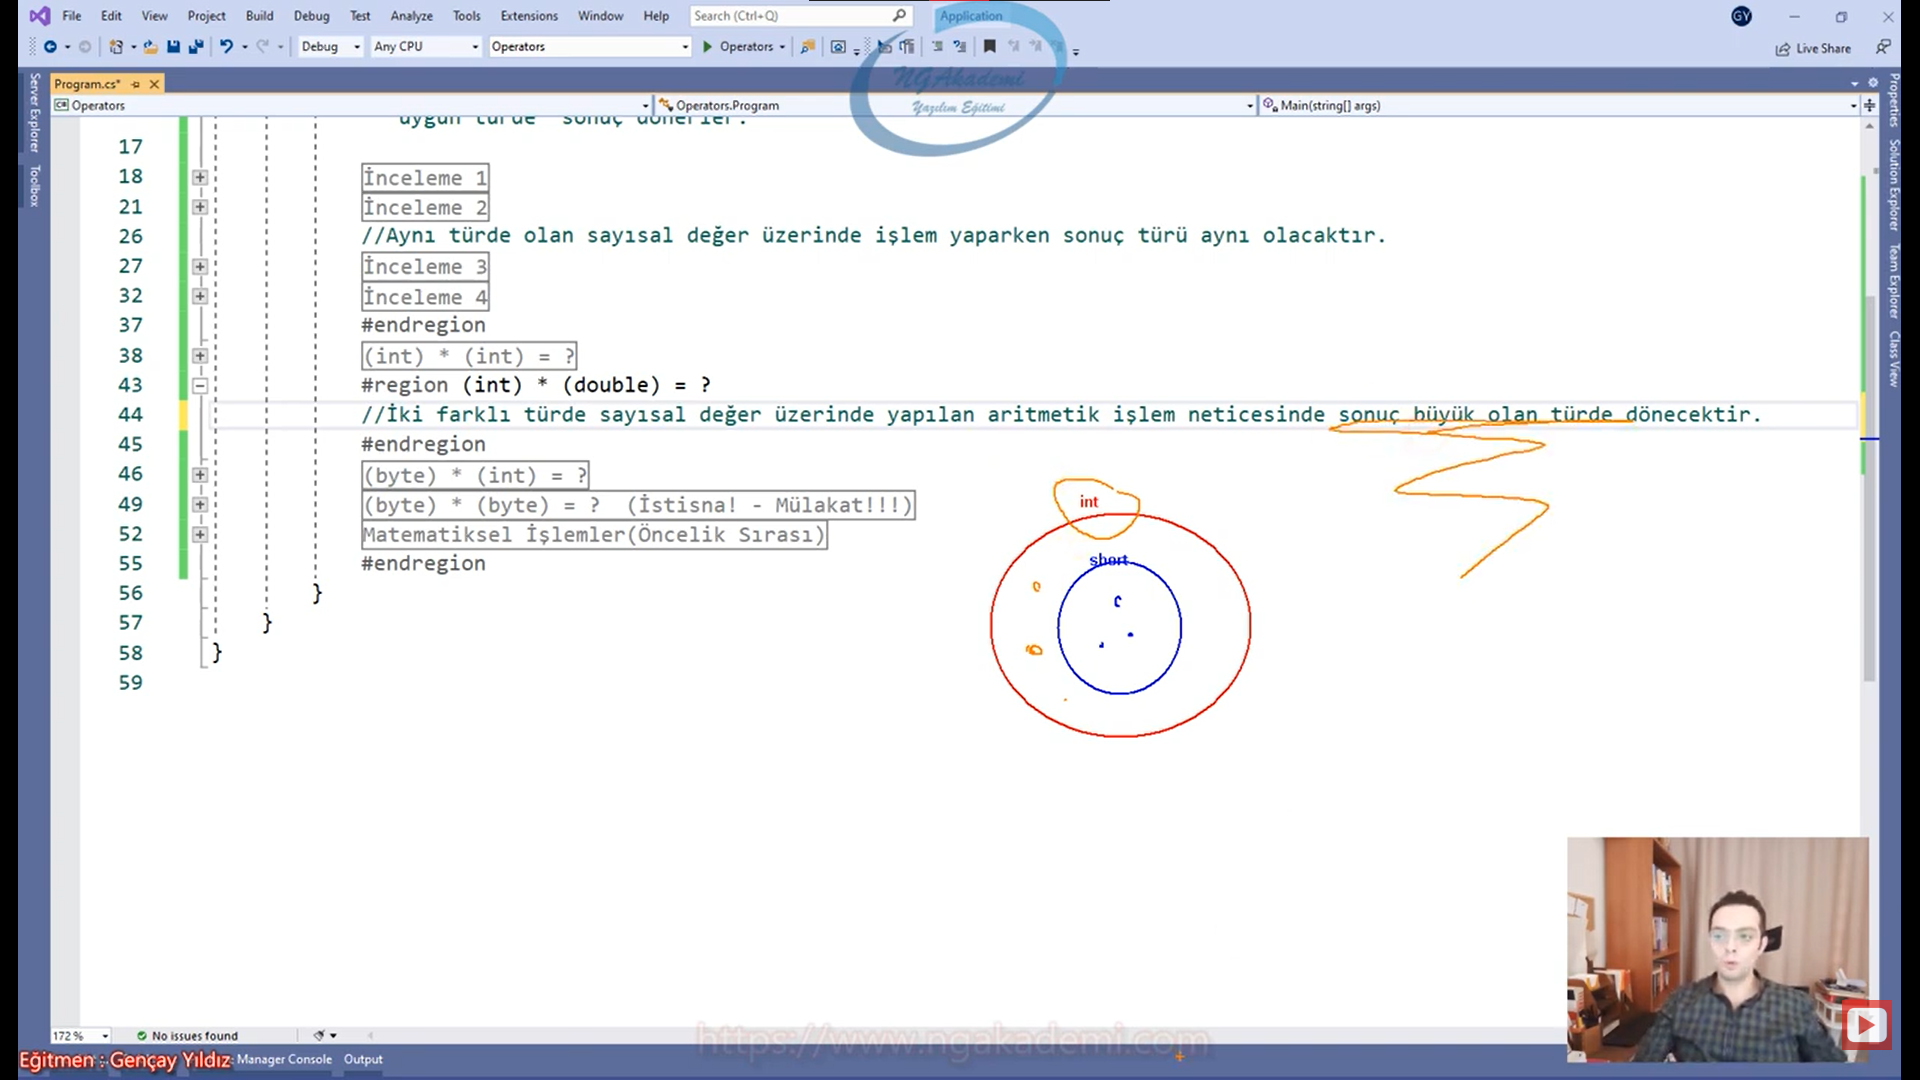 File Edit View Project Build Debug Test Analyze Tools Extensions Window Help Search (Ctrl+Q) Application GY
Debug Any CPU Operators Operators Live Share
NGAkademi
Yazılım Eğitimi
Program.cs*
Operators Operators.Program Main(string[] args)
Server Explorer
Toolbox
Properties
Solution Explorer
Team Explorer
Class View
uygun türde sonuç dönerler.
17
18 İnceleme 1
21 İnceleme 2
26 //Aynı türde olan sayısal değer üzerinde işlem yaparken sonuç türü aynı olacaktır.
27 İnceleme 3
32 İnceleme 4
37 #endregion
38 (int) * (int) = ?
43 #region (int) * (double) = ?
44 //İki farklı türde sayısal değer üzerinde yapılan aritmetik işlem neticesinde sonuç büyük olan türde dönecektir.
45 #endregion
46 (byte) * (int) = ?
49 (byte) * (byte) = ? (İstisna! - Mülakat!!!)
52 Matematiksel İşlemler(Öncelik Sırası)
55 #endregion
56 }
57 }
58 }
59
int
short
172 % No issues found
https://www.ngakademi.com
Eğitmen : Gençay Yıldız Manager Console Output